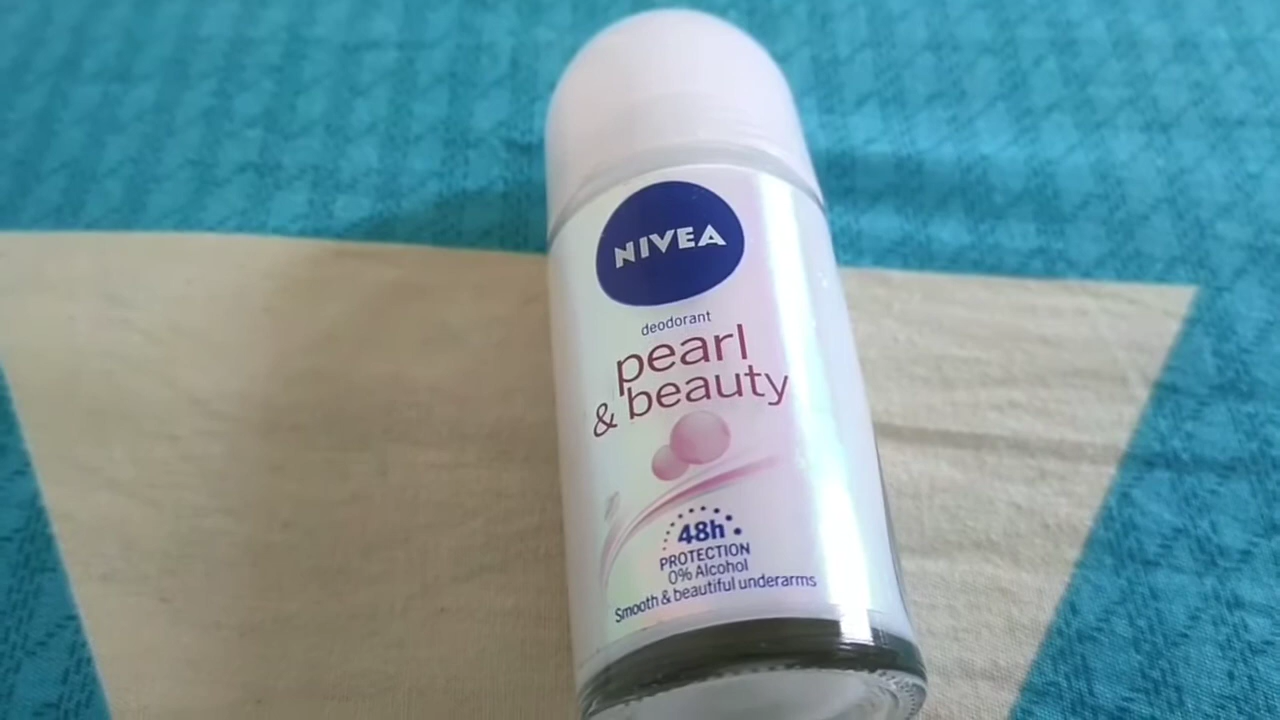 NIVEA
deodorant
pearl
& beauty
48h
PROTECTION
0% Alcohol
Smooth & beautiful underarms